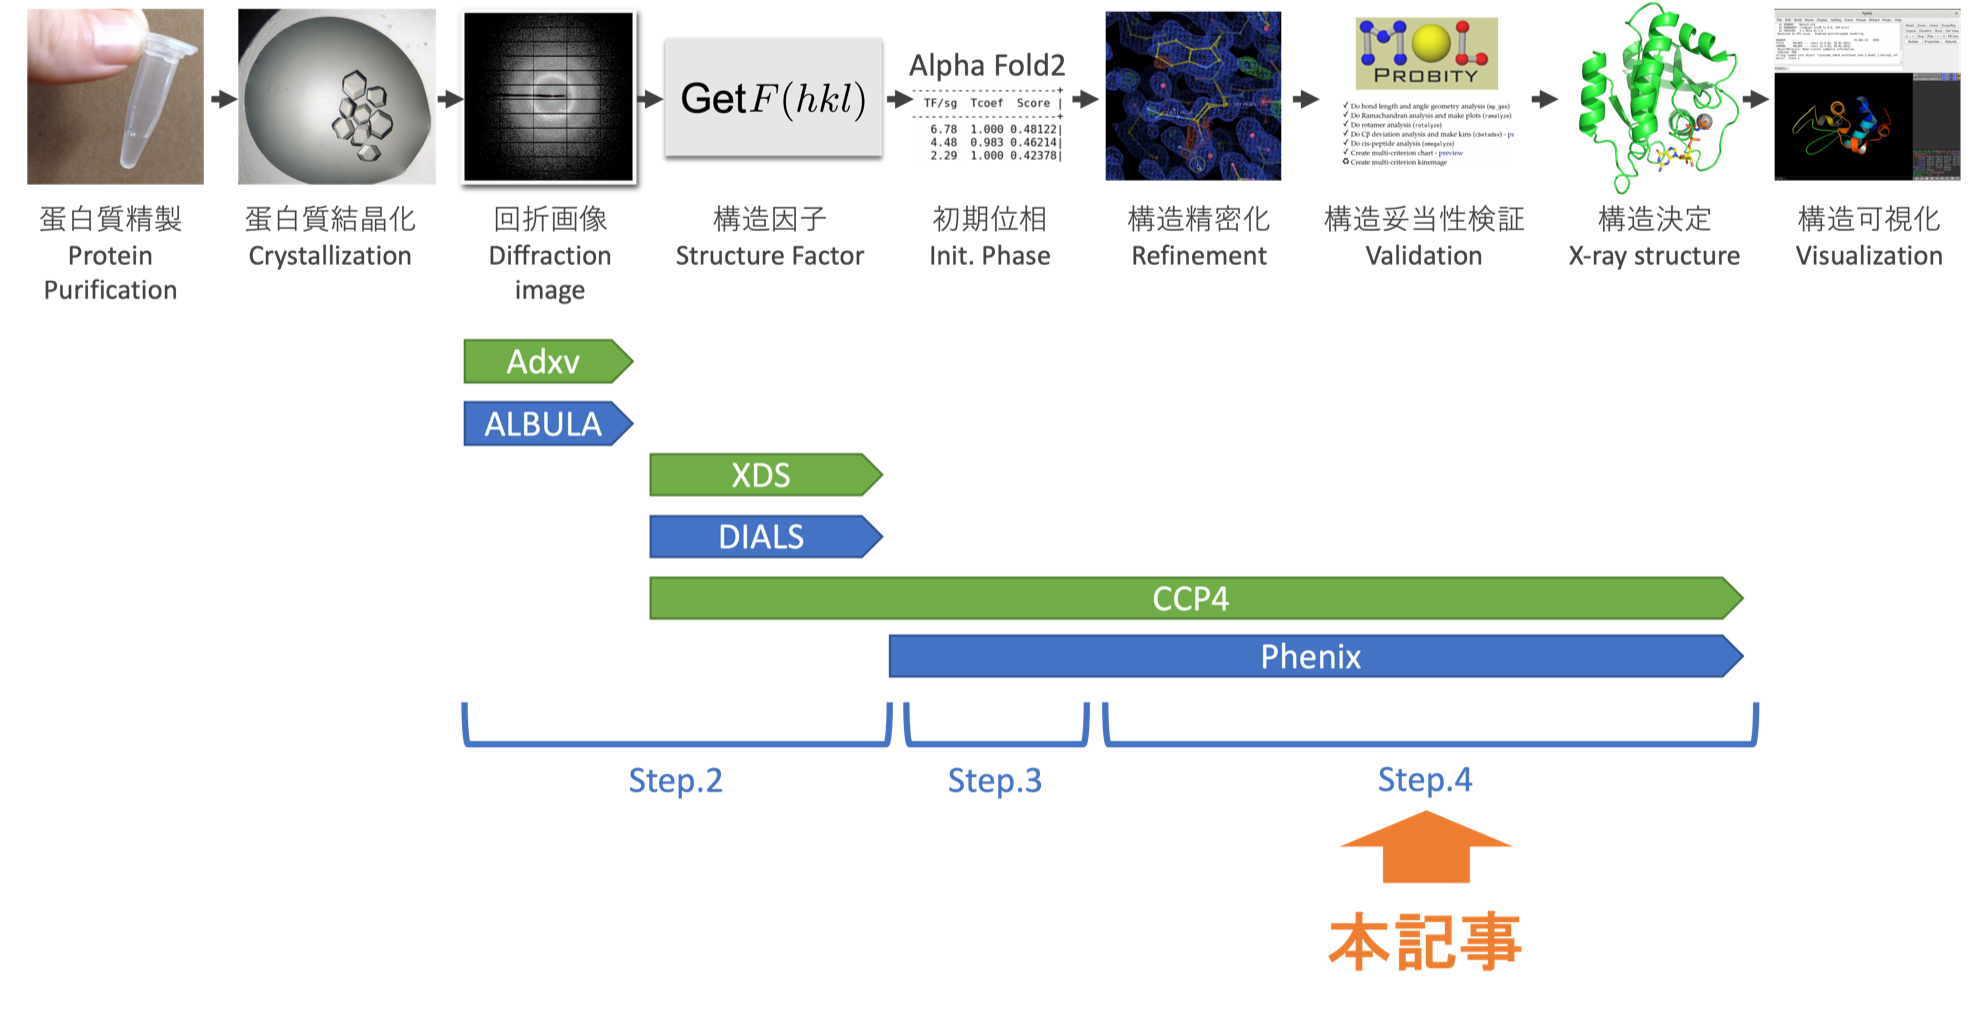 PROBITY
Get F(hkl)
Alpha Fold2
TF/sg Tcoef Score |
6.78 1.000 0.48122|
4.48 0.983 0.46214|
2.29 1.000 0.42378|
✓ Do bond length and angle geometry analysis (mp_geo)
✓ Do Ramachandran analysis and make plots (ramalyze)
✓ Do rotamer analysis (rotalyze)
✓ Do Cβ deviation analysis and make kins (cbetadev) - pr
✓ Do cis-peptide analysis (omegalyze)
✓ Create multi-criterion chart - preview
Create multi-criterion kinemage
蛋白質精製
Protein
Purification
蛋白質結晶化
Crystallization
回折画像
Diffraction
image
構造因子
Structure Factor
初期位相
Init. Phase
構造精密化
Refinement
構造妥当性検証
Validation
構造決定
X-ray structure
構造可視化
Visualization
Adxv
ALBULA
XDS
DIALS
CCP4
Phenix
Step.2
Step.3
Step.4
本記事